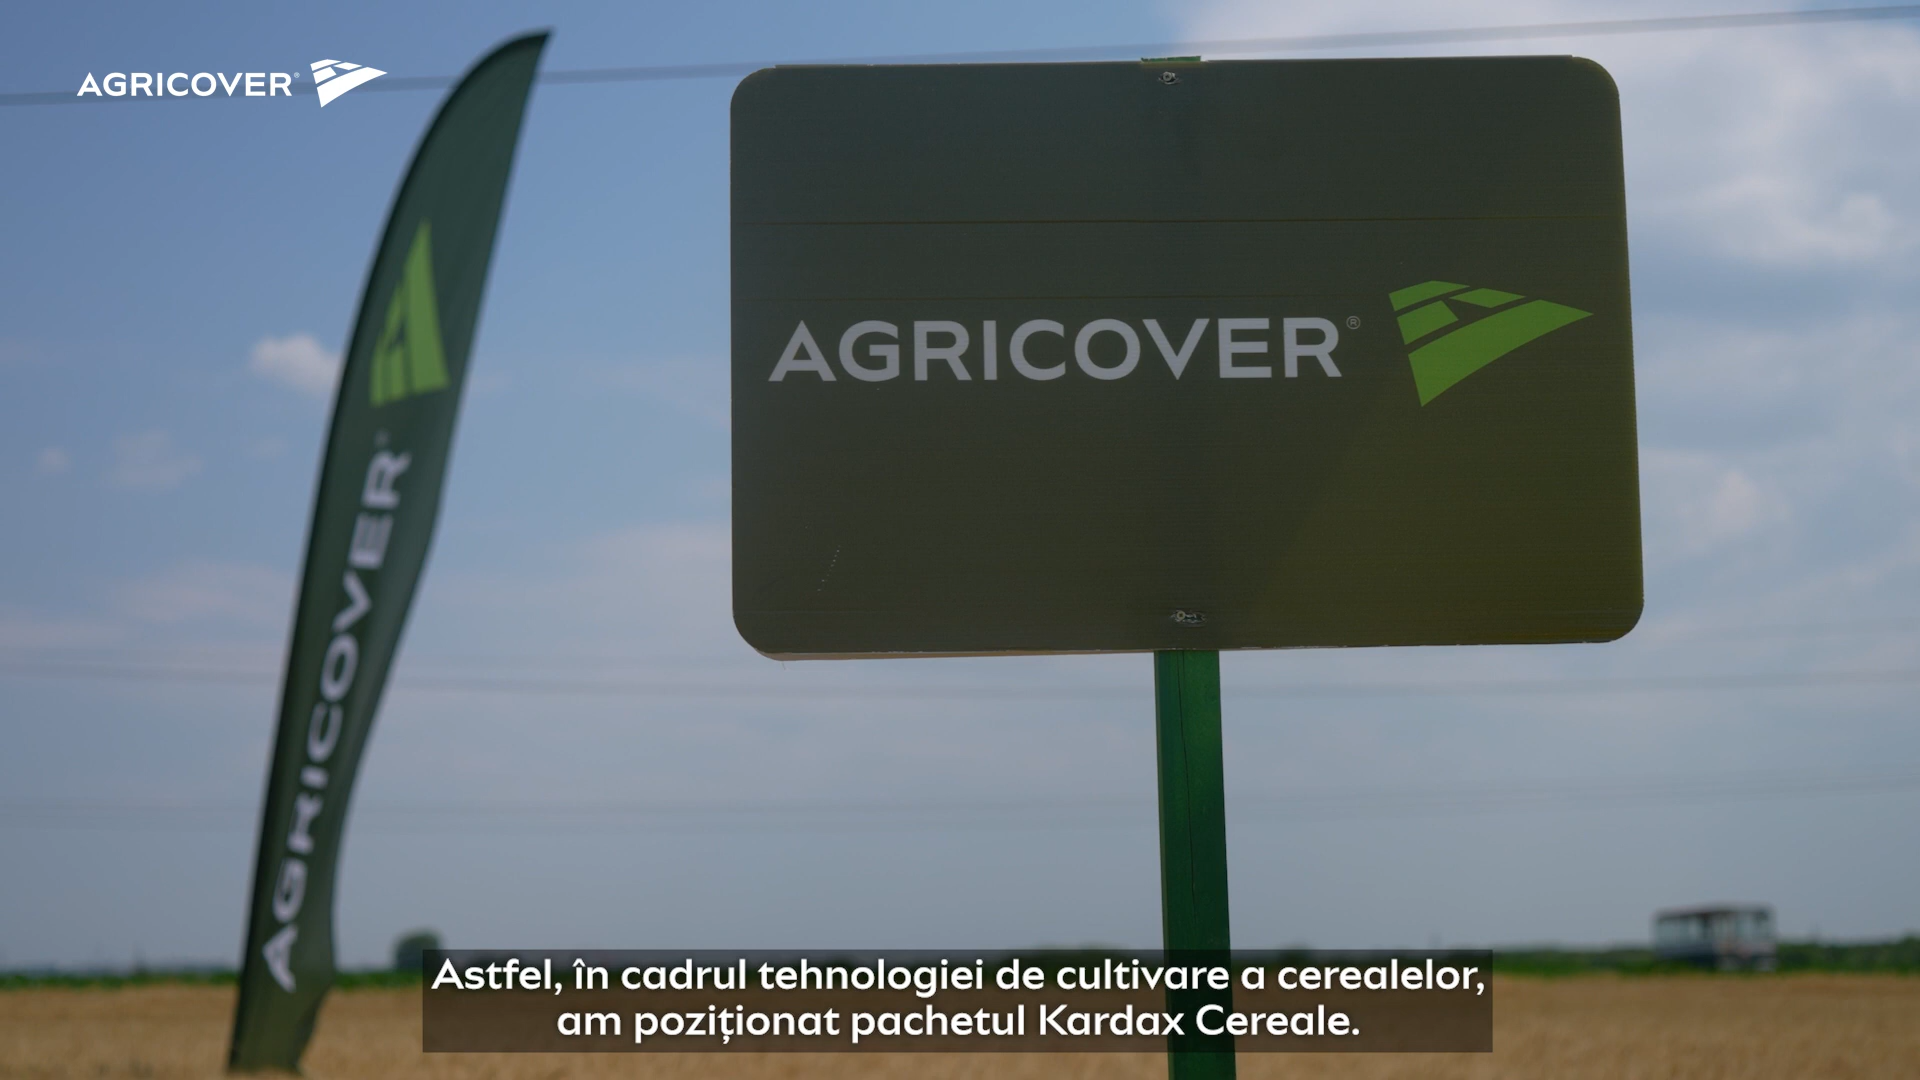 AGRICOVER®
AGRICOVER
AGRICOVER®
Astfel, în cadrul tehnologiei de cultivare a cerealelor,
am poziționat pachetul Kardax Cereale.